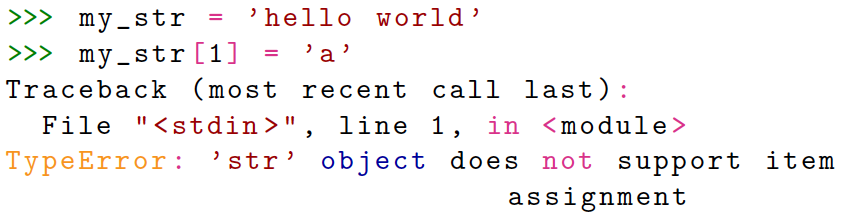 >>> my_str = 'hello world'
>>> my_str[1] = 'a'
Traceback (most recent call last):
  File "<stdin>", line 1, in <module>
TypeError: 'str' object does not support item
assignment